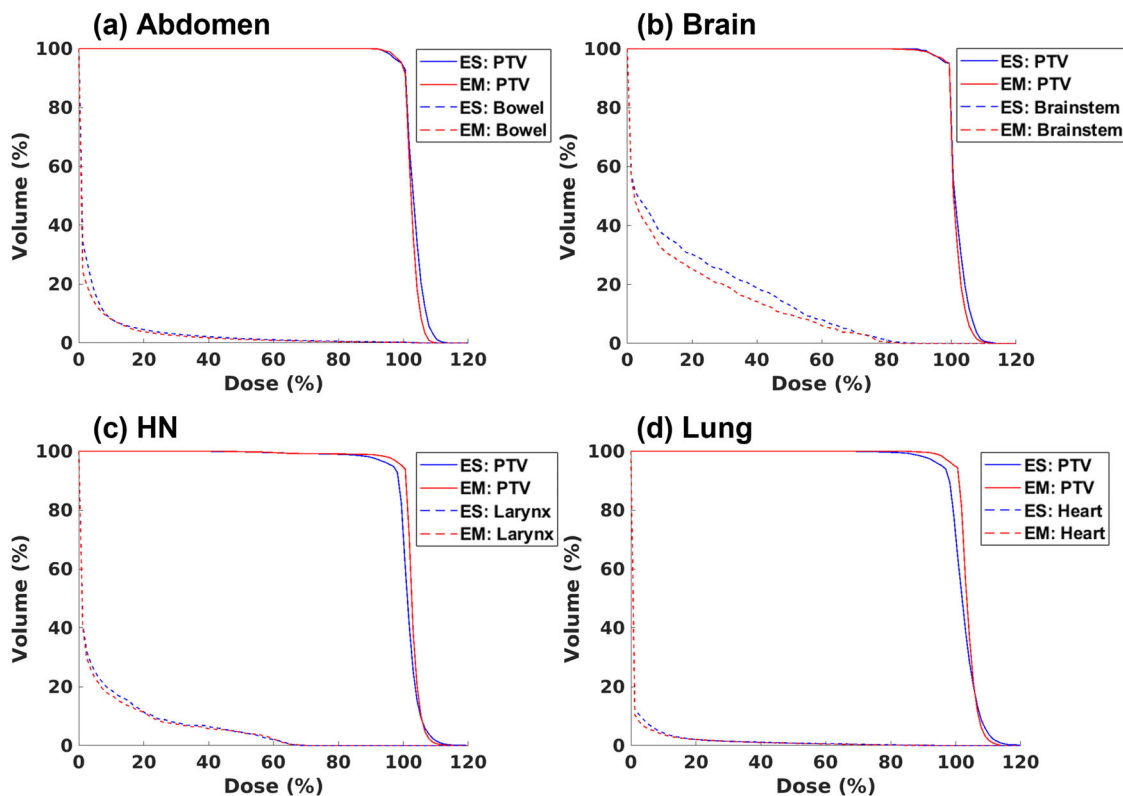 (a) Abdomen
100
80
60
40
20
0
Volume (%)
0 20 40 60 80 100 120
Dose (%)
ES: PTV
EM: PTV
ES: Bowel
EM: Bowel
(b) Brain
100
80
60
40
20
0
Volume (%)
0 20 40 60 80 100 120
Dose (%)
ES: PTV
EM: PTV
ES: Brainstem
EM: Brainstem
(c) HN
100
80
60
40
20
0
Volume (%)
0 20 40 60 80 100 120
Dose (%)
ES: PTV
EM: PTV
ES: Larynx
EM: Larynx
(d) Lung
100
80
60
40
20
0
Volume (%)
0 20 40 60 80 100 120
Dose (%)
ES: PTV
EM: PTV
ES: Heart
EM: Heart